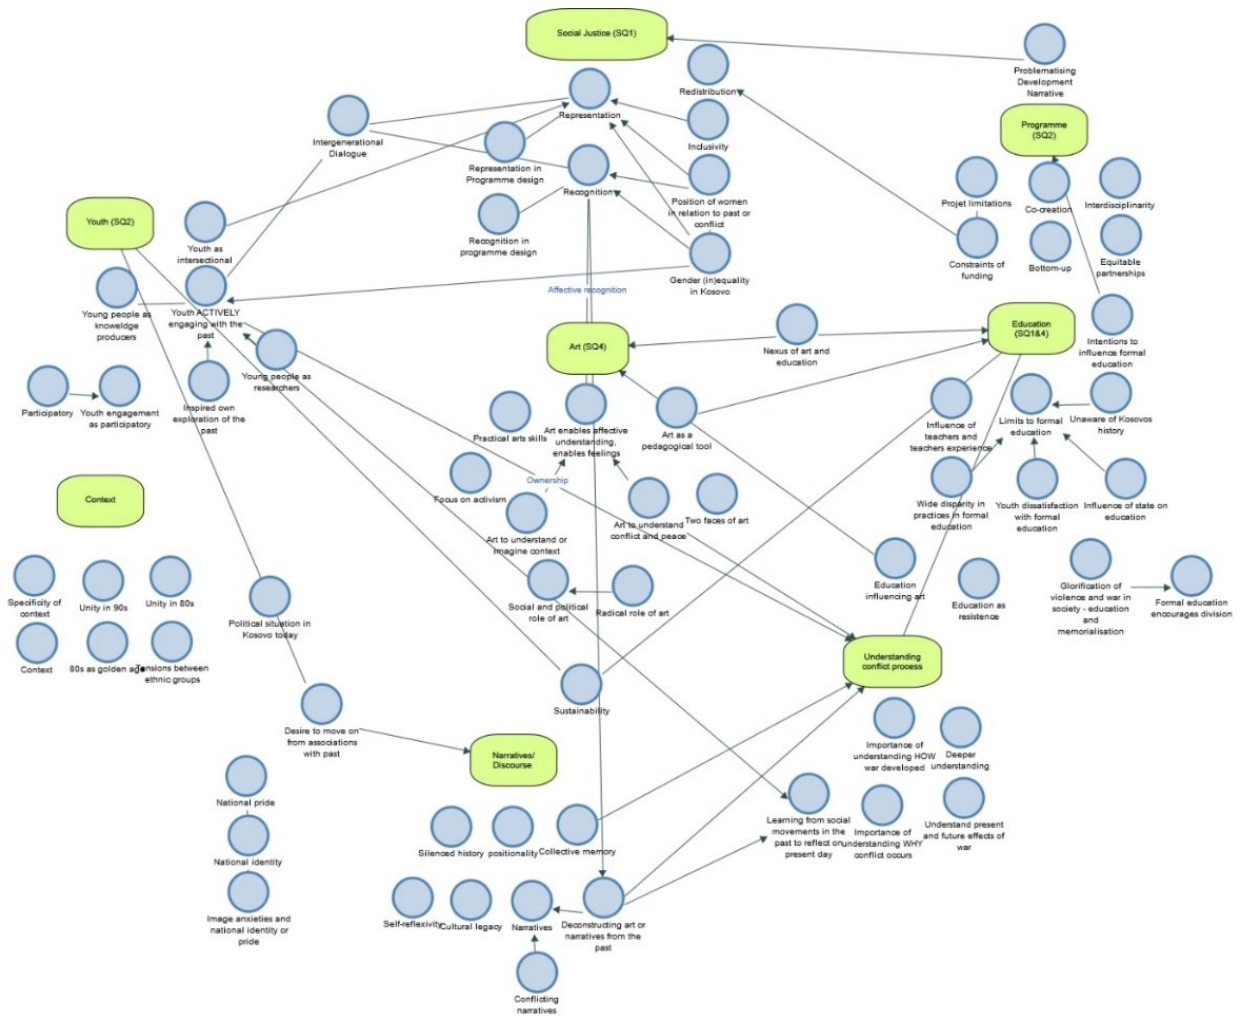 Social Justice (SQ1)
Problematising
Development
Narrative
Redistribution
Representation
Intergenerational
Dialogue
Inclusivity
Programme
(SQ2)
Representation in
Programme design
Recognition
Position of women
in relation to past or
conflict
Projet limitations
Co-creation
Interdisciplinarity
Youth (SQ2)
Youth as
intersectional
Recognition in
programme design
Gender (in)equality
in Kosovo
Constraints of
funding
Bottom-up
Equitable
partnerships
Affective recognition
Young people as
knoweldge
producers
Youth ACTIVELY
engaging with the
past
Art (SQ4)
Nexus of art and
education
Education
(SQ1&4)
Intentions to
influence formal
education
Young people as
researchers
Participatory
Youth engagement
as participatory
Inspired own
exploration of the
past
Practical arts skills
Art enables affective
understanding,
enables feelings
Art as a
pedagogical tool
Influence of
teachers and
teachers experience
Limits to formal
education
Unaware of Kosovos
history
Ownership
Context
Focus on activism
Art to understand or
imagine context
Art to understand
conflict and peace
Two faces of art
Wide disparity in
practices in formal
education
Youth dissatisfaction
with formal
education
Influence of state on
education
Specificity of
context
Unity in 90s
Unity in 80s
Political situation in
Kosovo today
Social and political
role of art
Radical role of art
Education
influencing art
Education as
resistence
Glorification of
violence and war in
society - education
and
memorialisation
Formal education
encourages division
Context
80s as golden age
Tensions between
ethnic groups
Sustainability
Understanding
conflict process
Desire to move on
from associations
with past
Narratives/
Discourse
Importance of
understanding HOW
war developed
Deeper
understanding
National pride
National identity
Image anxieties and
national identity or
pride
Silenced history
positionality
Collective memory
Learning from social
movements in the
past to reflect on
present day
Importance of
understanding WHY
conflict occurs
Understand present
and future effects of
war
Self-reflexivity
Cultural legacy
Narratives
Deconstructing art or
narratives from the
past
Conflicting
narratives